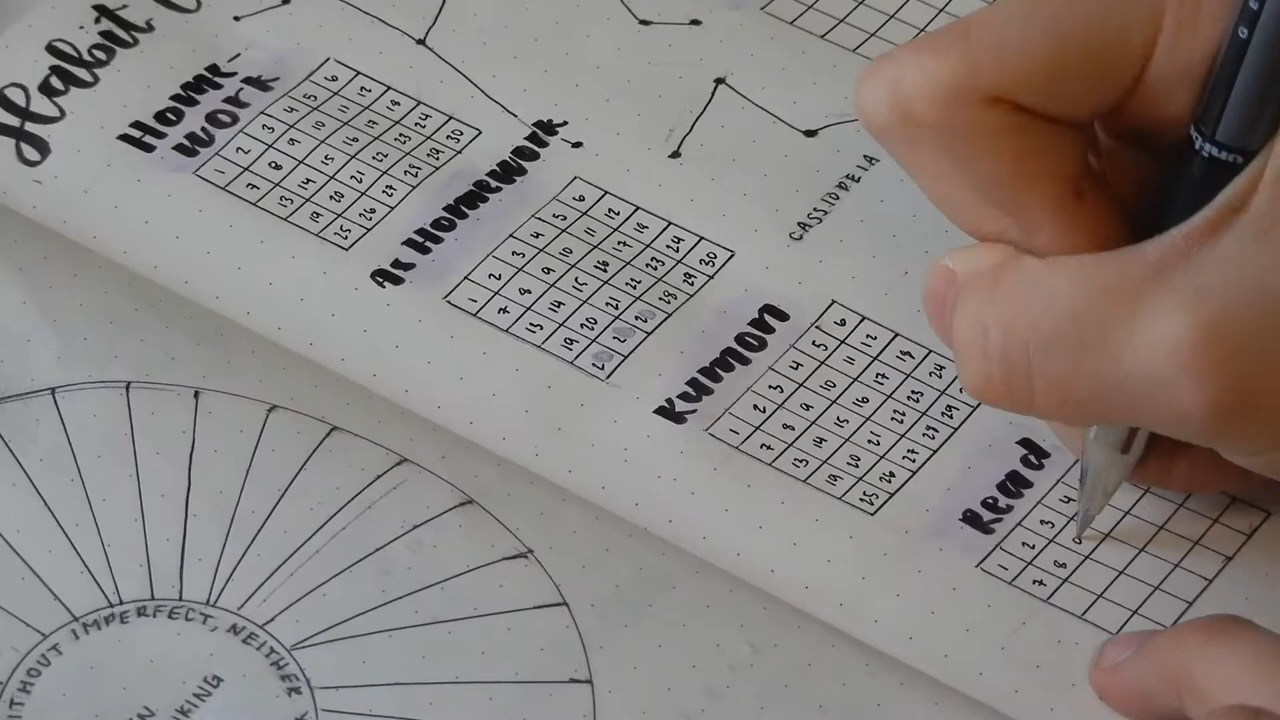 Habit
Home-
work
1 2 3 4 5 6
7 8 9 10 11 12
13 14 15 16 17 18
19 20 21 22 23 24
25 26 27 28 29 30
As Homework
1 2 3 4 5 6
7 8 9 10 11 12
13 14 15 16 17 18
19 20 21 22 23 24
28 29 30
CASSIOPEIA
Kumon
1 2 3 4 5 6
7 8 9 10 11 12
13 14 15 16 17 18
19 20 21 22 23 24
25 26 27 28 29
Read
1 2 3 4
7 8
uni-b
IMPERFECT, NEITHER